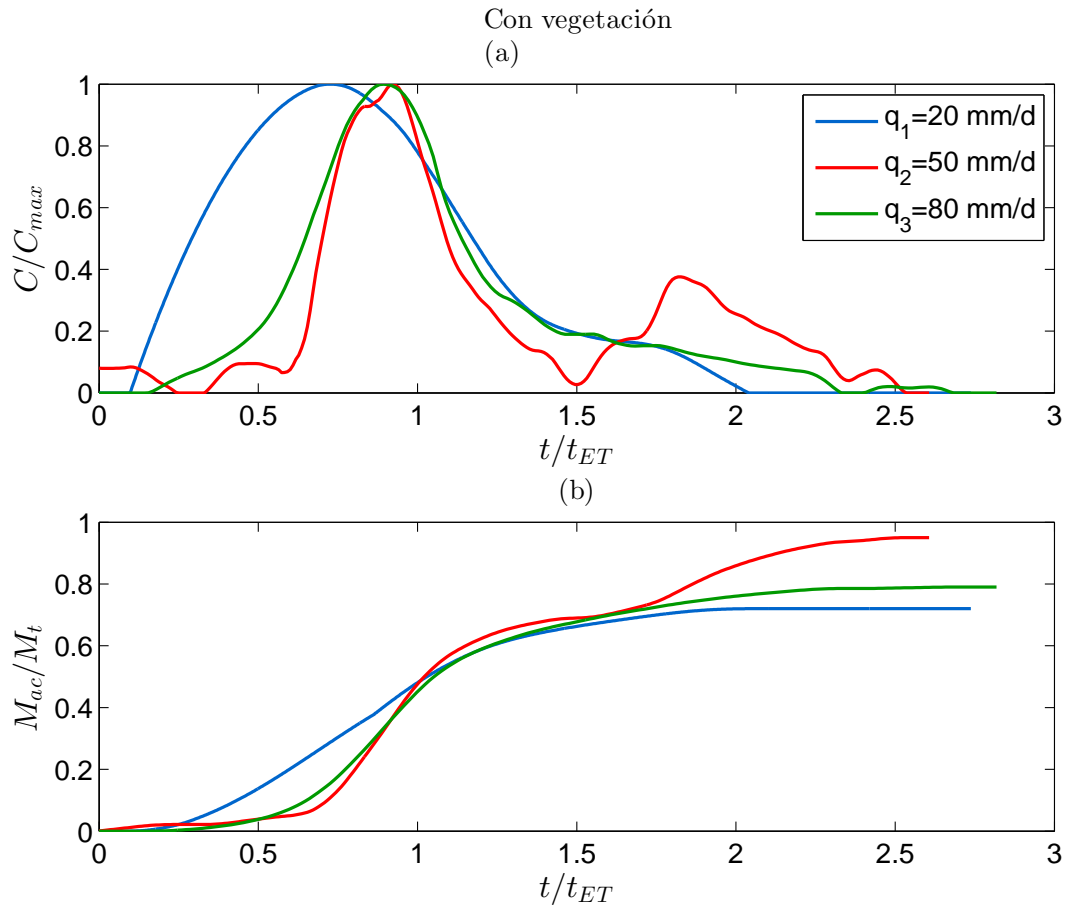 Con vegetación
(a)
C/C_max
1
0.8
0.6
0.4
0.2
0
q_1=20 mm/d
q_2=50 mm/d
q_3=80 mm/d
0 0.5 1 1.5 2 2.5 3
t/t_ET
(b)
M_ac/M_t
1
0.8
0.6
0.4
0.2
0
0 0.5 1 1.5 2 2.5 3
t/t_ET